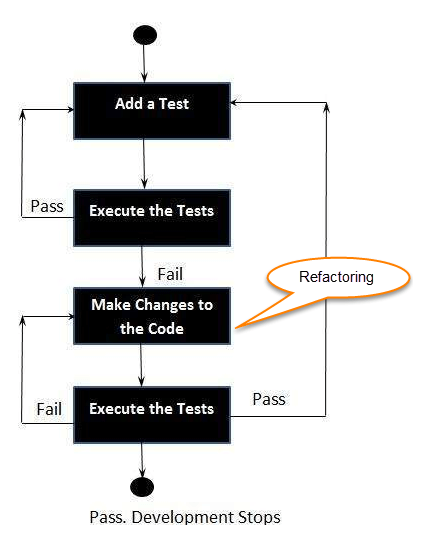 Add a Test
Pass
Execute the Tests
Fail
Refactoring
Make Changes to
the Code
Fail
Execute the Tests
Pass
Pass. Development Stops